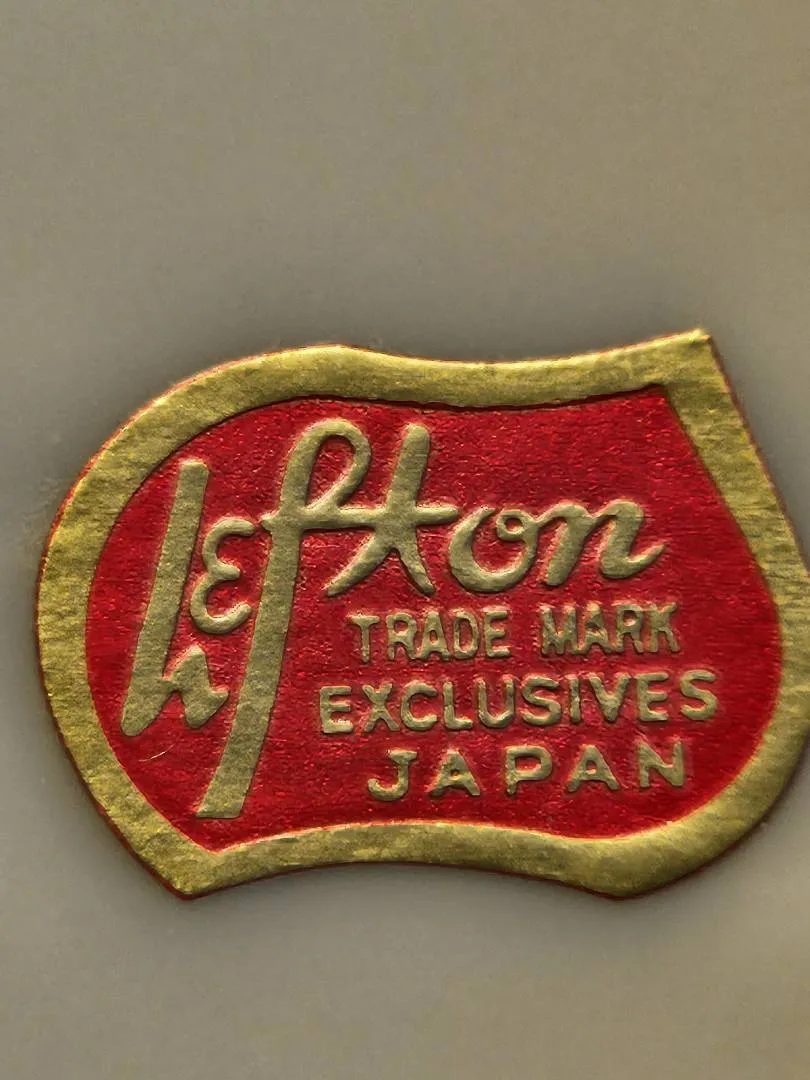 Lefton
TRADE MARK
EXCLUSIVES
JAPAN